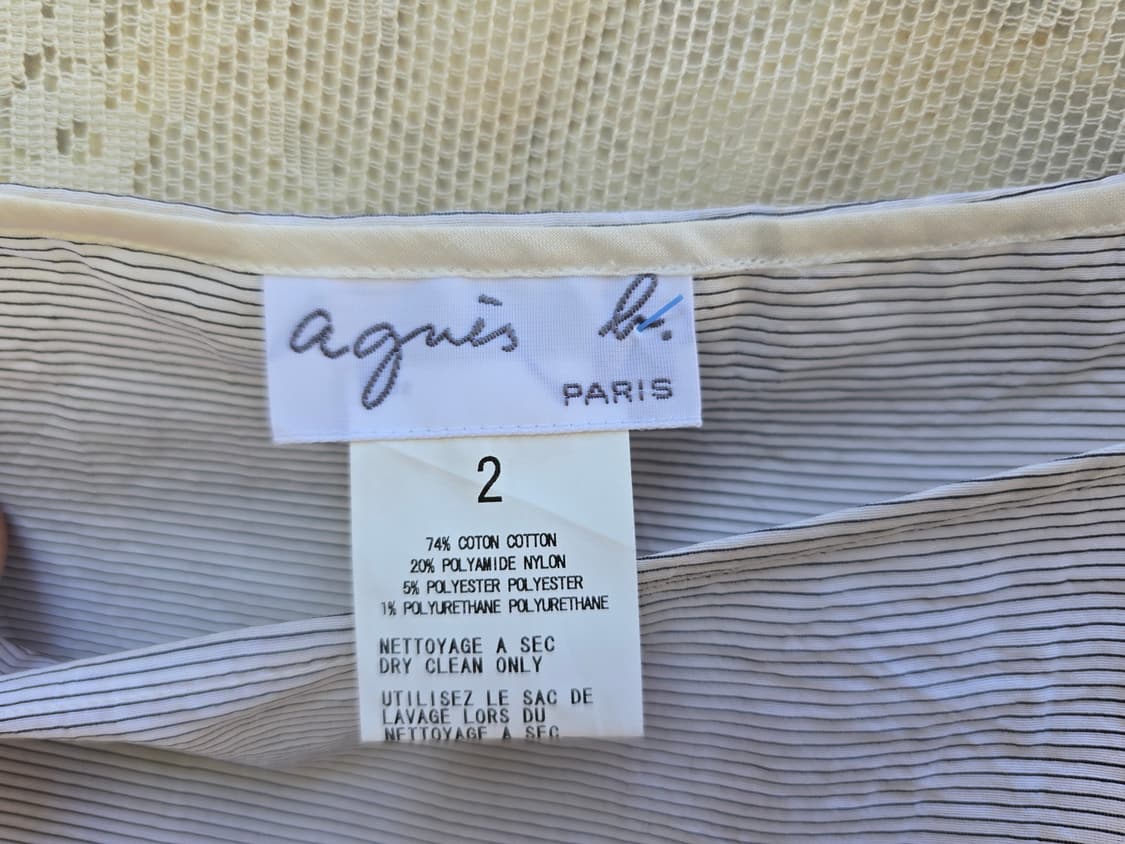 agnès b.
PARIS
2
74% COTON COTTON
20% POLYAMIDE NYLON
5% POLYESTER POLYESTER
1% POLYURETHANE POLYURETHANE
NETTOYAGE A SEC
DRY CLEAN ONLY
UTILISEZ LE SAC DE
LAVAGE LORS DU
NETTOYAGE A SEC